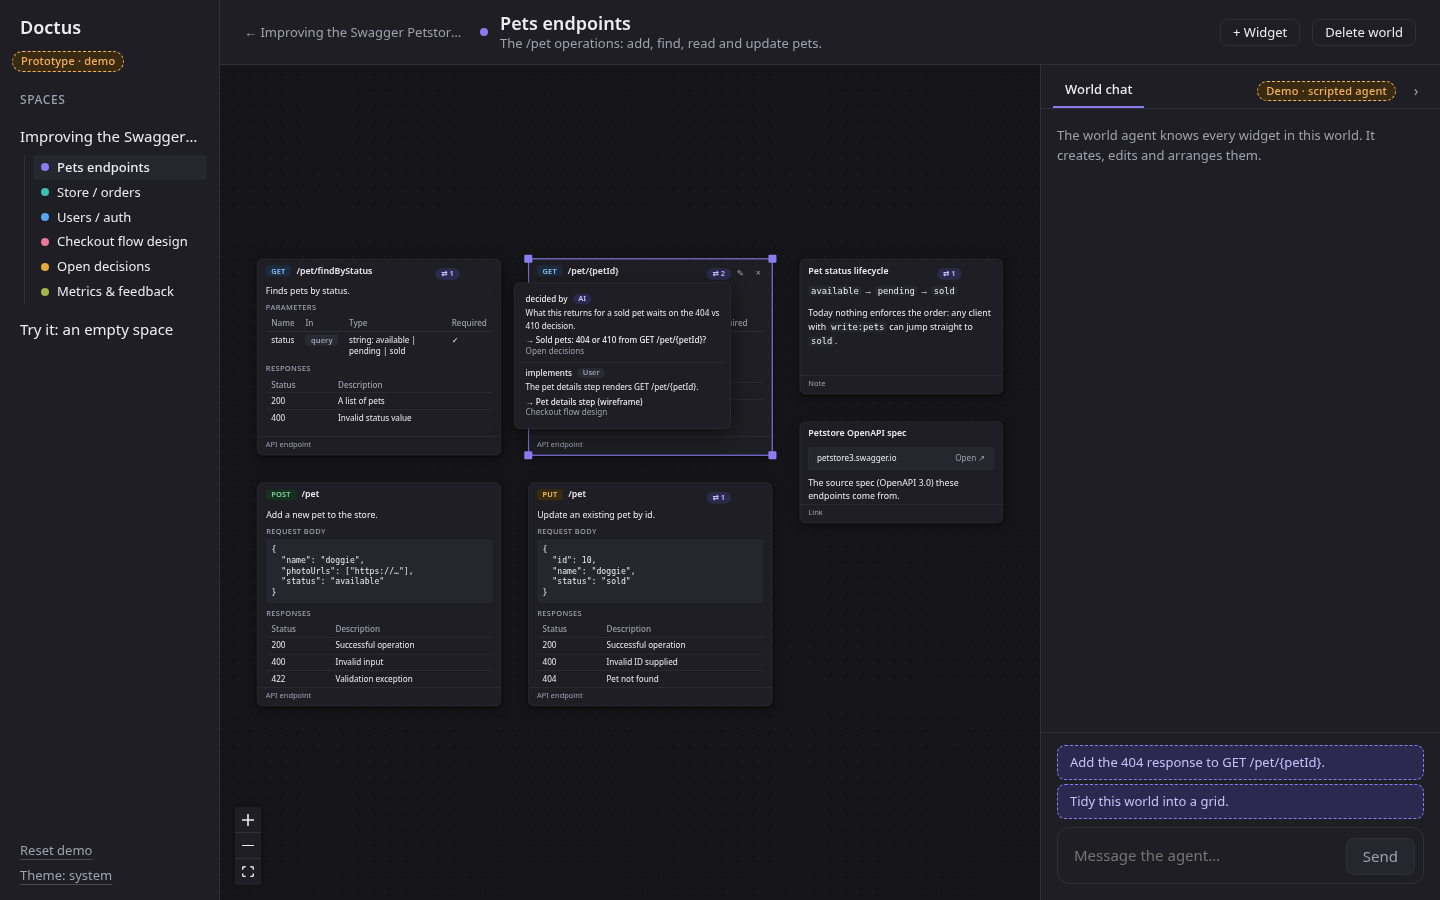 Doctus
Prototype · demo
SPACES
Improving the Swagger...
Pets endpoints
Store / orders
Users / auth
Checkout flow design
Open decisions
Metrics & feedback
Try it: an empty space
Reset demo
Theme: system
← Improving the Swagger Petstor...
Pets endpoints
The /pet operations: add, find, read and update pets.
+ Widget
Delete world
GET /pet/findByStatus ⇄ 1
Finds pets by status.
PARAMETERS
Name In Type Required
status query string: available | pending | sold ✓
RESPONSES
Status Description
200 A list of pets
400 Invalid status value
API endpoint
GET /pet/{petId} ⇄ 2 ✎ ×
decided by AI
What this returns for a sold pet waits on the 404 vs
410 decision.
→ Sold pets: 404 or 410 from GET /pet/{petId}?
Open decisions
implements User
The pet details step renders GET /pet/{petId}.
→ Pet details step (wireframe)
Checkout flow design
API endpoint
Pet status lifecycle ⇄ 1
available → pending → sold
Today nothing enforces the order: any client
with write:pets can jump straight to
sold.
Note
Petstore OpenAPI spec
petstore3.swagger.io Open ↗
The source spec (OpenAPI 3.0) these
endpoints come from.
Link
POST /pet
Add a new pet to the store.
REQUEST BODY
{
"name": "doggie",
"photoUrls": ["https://…"],
"status": "available"
}
RESPONSES
Status Description
200 Successful operation
400 Invalid input
422 Validation exception
API endpoint
PUT /pet ⇄ 1
Update an existing pet by id.
REQUEST BODY
{
"id": 10,
"name": "doggie",
"status": "sold"
}
RESPONSES
Status Description
200 Successful operation
400 Invalid ID supplied
404 Pet not found
API endpoint
World chat
Demo · scripted agent ›
The world agent knows every widget in this world. It
creates, edits and arranges them.
Add the 404 response to GET /pet/{petId}.
Tidy this world into a grid.
Message the agent...
Send